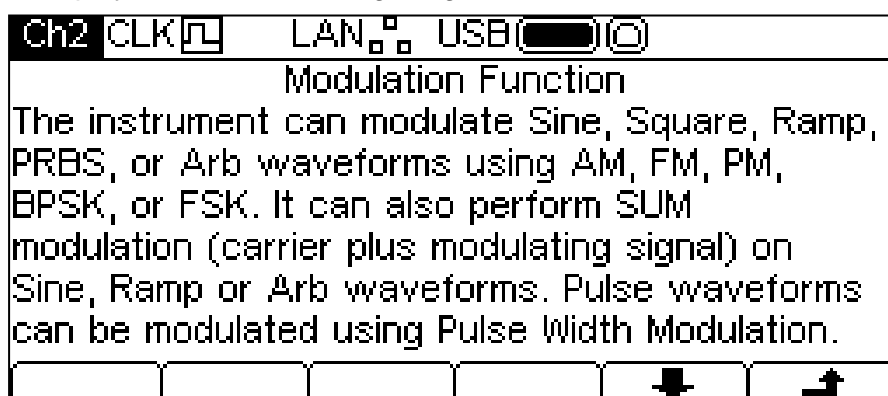 Ch2 CLK LAN USB
Modulation Function
The instrument can modulate Sine, Square, Ramp,
PRBS, or Arb waveforms using AM, FM, PM,
BPSK, or FSK. It can also perform SUM
modulation (carrier plus modulating signal) on
Sine, Ramp or Arb waveforms. Pulse waveforms
can be modulated using Pulse Width Modulation.